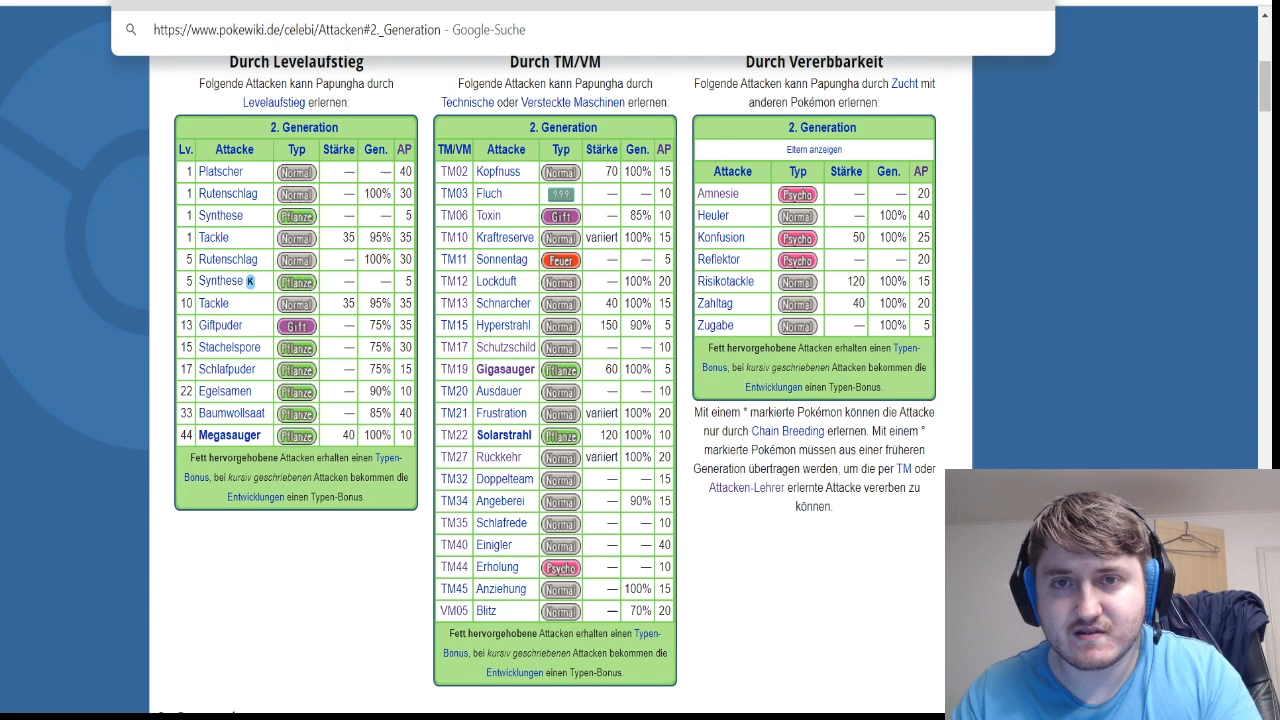 https://www.pokewiki.de/celebi/Attacken#2._Generation - Google-Suche
Durch Levelaufstieg
Folgende Attacken kann Papungha durch
Levelaufstieg erlernen:
2. Generation
Lv. Attacke Typ Stärke Gen. AP
1 Platscher Normal — — 40
1 Rutenschlag Normal — 100% 30
1 Synthese Pflanze — — 5
1 Tackle Normal 35 95% 35
5 Rutenschlag Normal — 100% 30
5 Synthese K Pflanze — — 5
10 Tackle Normal 35 95% 35
13 Giftpuder Gift — 75% 35
15 Stachelspore Pflanze — 75% 30
17 Schlafpuder Pflanze — 75% 15
22 Egelsamen Pflanze — 90% 10
33 Baumwollsaat Pflanze — 85% 40
44 Megasauger Pflanze 40 100% 10
Fett hervorgehobene Attacken erhalten einen Typen-
Bonus, bei kursiv geschriebenen Attacken bekommen die
Entwicklungen einen Typen-Bonus.
Durch TM/VM
Folgende Attacken kann Papungha durch
Technische oder Versteckte Maschinen erlernen:
2. Generation
TM/VM Attacke Typ Stärke Gen. AP
TM02 Kopfnuss Normal 70 100% 15
TM03 Fluch ??? — — 10
TM06 Toxin Gift — 85% 10
TM10 Kraftreserve Normal variiert 100% 15
TM11 Sonnentag Feuer — — 5
TM12 Lockduft Normal — 100% 20
TM13 Schnarcher Normal 40 100% 15
TM15 Hyperstrahl Normal 150 90% 5
TM17 Schutzschild Normal — — 10
TM19 Gigasauger Pflanze 60 100% 5
TM20 Ausdauer Normal — — 10
TM21 Frustration Normal variiert 100% 20
TM22 Solarstrahl Pflanze 120 100% 10
TM27 Rückkehr Normal variiert 100% 20
TM32 Doppelteam Normal — — 15
TM34 Angeberei Normal — 90% 15
TM35 Schlafrede Normal — — 10
TM40 Einigler Normal — — 40
TM44 Erholung Psycho — — 10
TM45 Anziehung Normal — 100% 15
VM05 Blitz Normal — 70% 20
Fett hervorgehobene Attacken erhalten einen Typen-
Bonus, bei kursiv geschriebenen Attacken bekommen die
Entwicklungen einen Typen-Bonus.
Durch Vererbbarkeit
Folgende Attacken kann Papungha durch Zucht mit
anderen Pokémon erlernen:
2. Generation
Eltern anzeigen
Attacke Typ Stärke Gen. AP
Amnesie Psycho — — 20
Heuler Normal — 100% 40
Konfusion Psycho 50 100% 25
Reflektor Psycho — — 20
Risikotackle Normal 120 100% 15
Zahltag Normal 40 100% 20
Zugabe Normal — 100% 5
Fett hervorgehobene Attacken erhalten einen Typen-
Bonus, bei kursiv geschriebenen Attacken bekommen die
Entwicklungen einen Typen-Bonus.
Mit einem * markierte Pokémon können die Attacke
nur durch Chain Breeding erlernen. Mit einem °
markierte Pokémon müssen aus einer früheren
Generation übertragen werden, um die per TM oder
Attacken-Lehrer erlernte Attacke vererben zu
können.